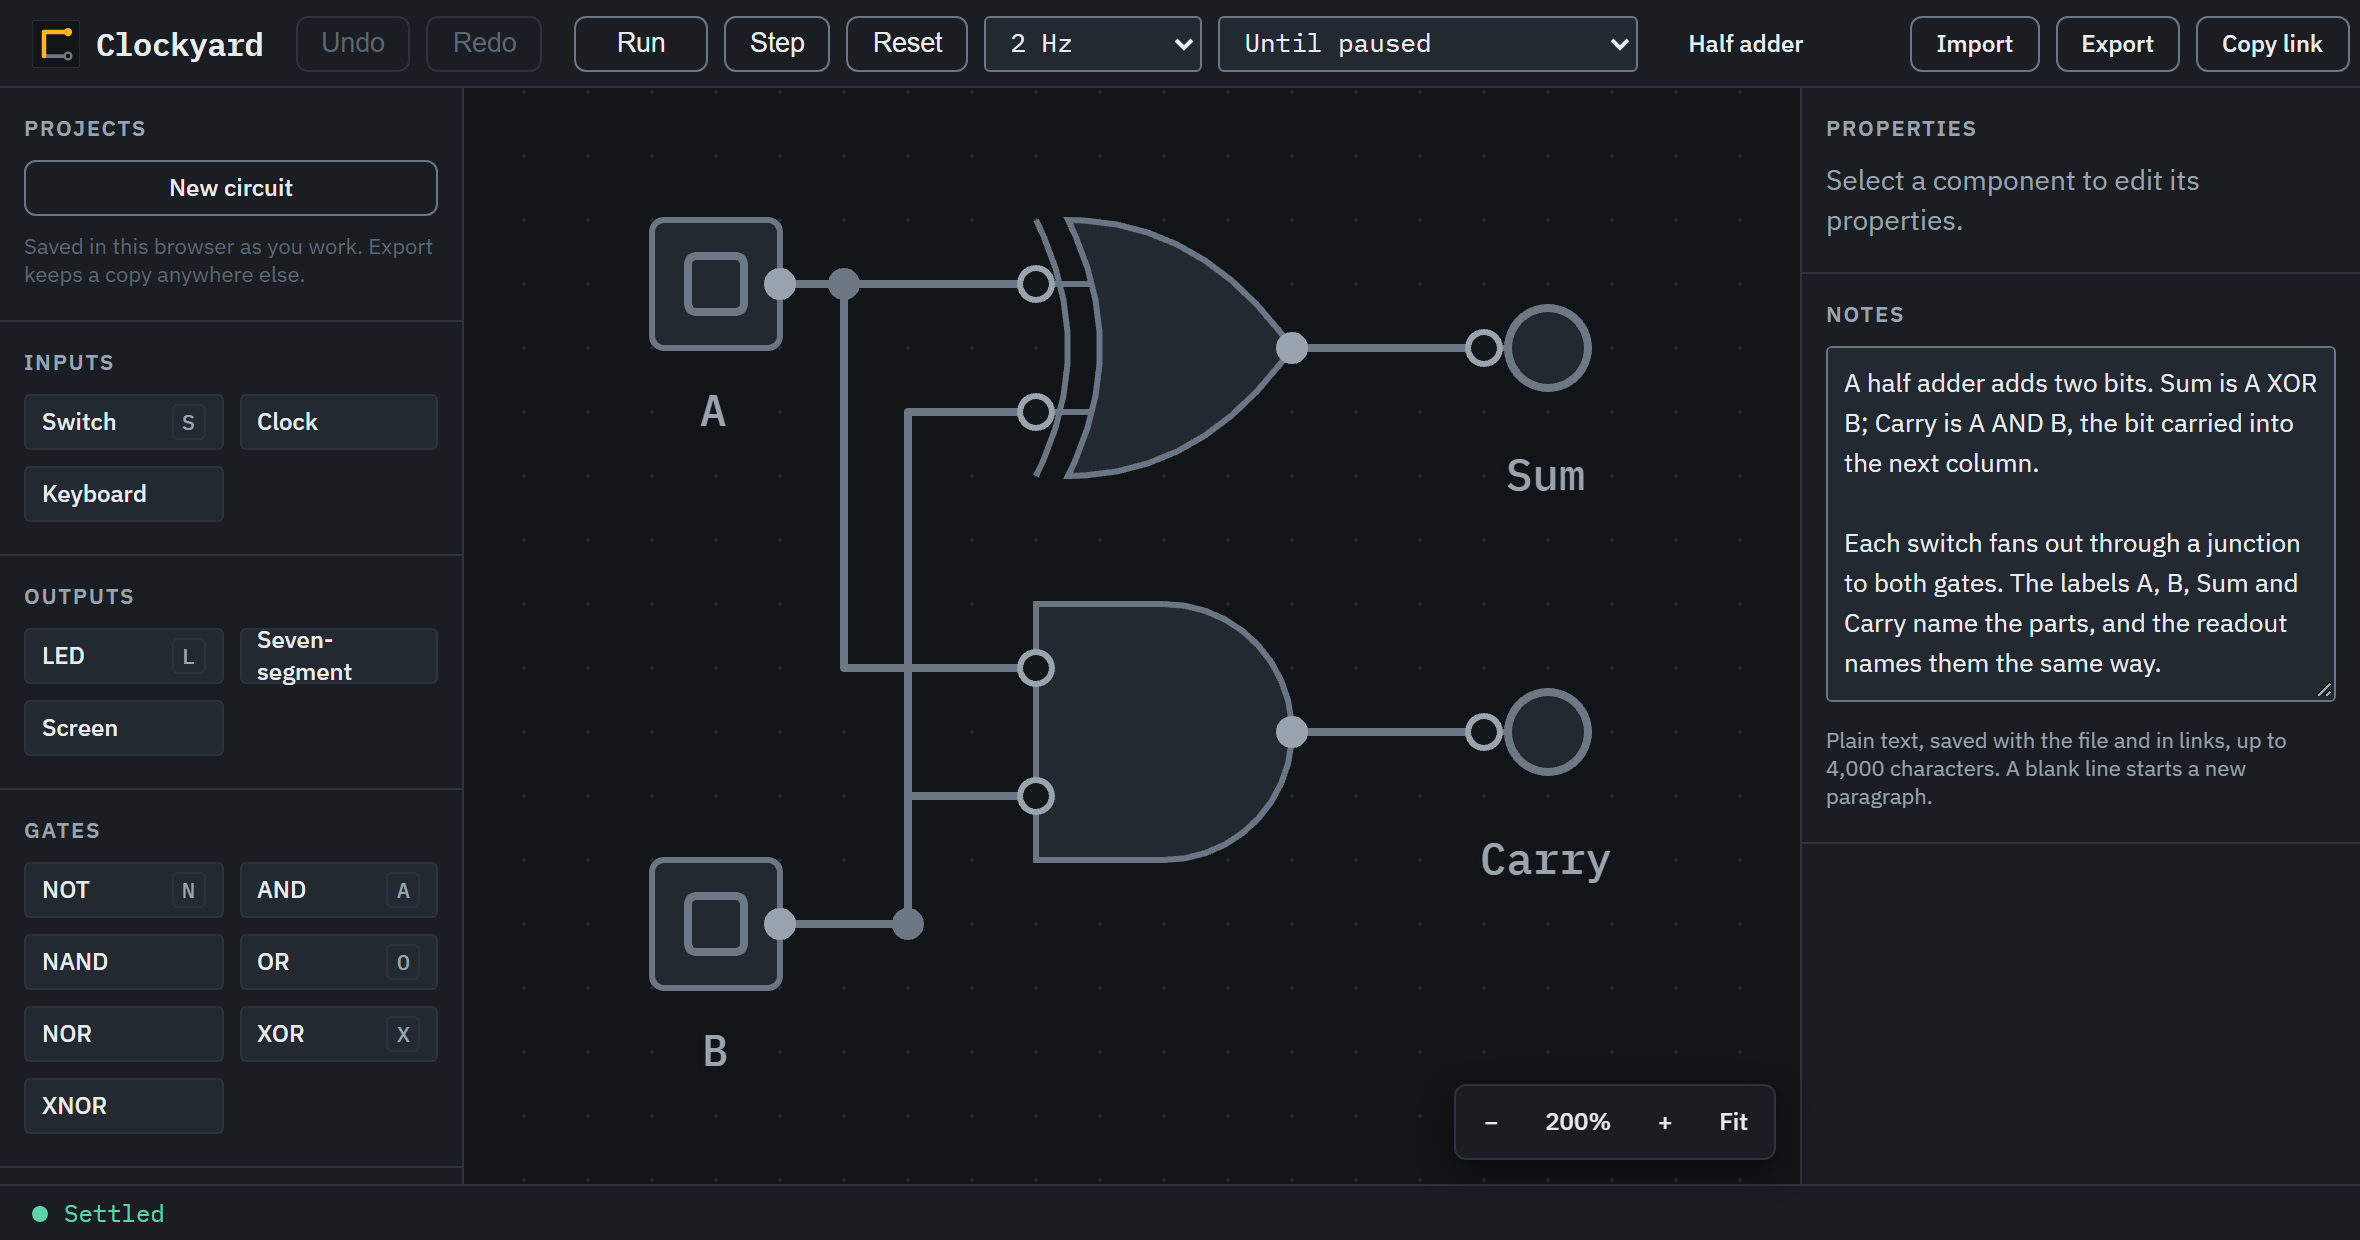 Clockyard
Undo
Redo
Run
Step
Reset
2 Hz
Until paused
Half adder
Import
Export
Copy link
PROJECTS
New circuit
Saved in this browser as you work. Export
keeps a copy anywhere else.
INPUTS
Switch S
Clock
Keyboard
OUTPUTS
LED L
Seven-
segment
Screen
GATES
NOT N
AND A
NAND
OR O
NOR
XOR X
XNOR
A
B
Sum
Carry
– 200% + Fit
PROPERTIES
Select a component to edit its
properties.
NOTES
A half adder adds two bits. Sum is A XOR
B; Carry is A AND B, the bit carried into
the next column.
Each switch fans out through a junction
to both gates. The labels A, B, Sum and
Carry name the parts, and the readout
names them the same way.
Plain text, saved with the file and in links, up to
4,000 characters. A blank line starts a new
paragraph.
Settled